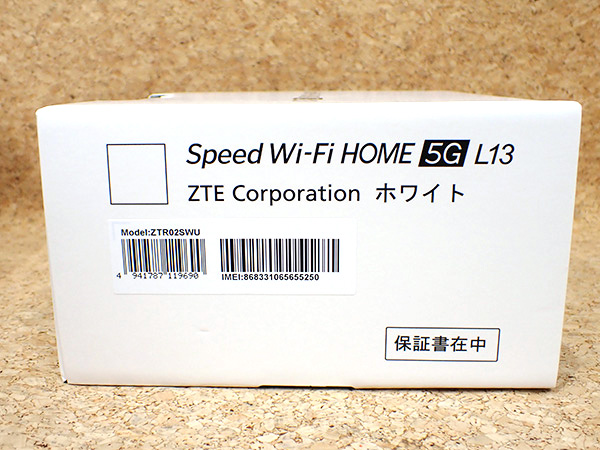 Speed Wi-Fi HOME 5G L13
ZTE Corporation ホワイト
Model:ZTR02SWU
4 941787 119690
IMEI:868331065655250
保証書在中